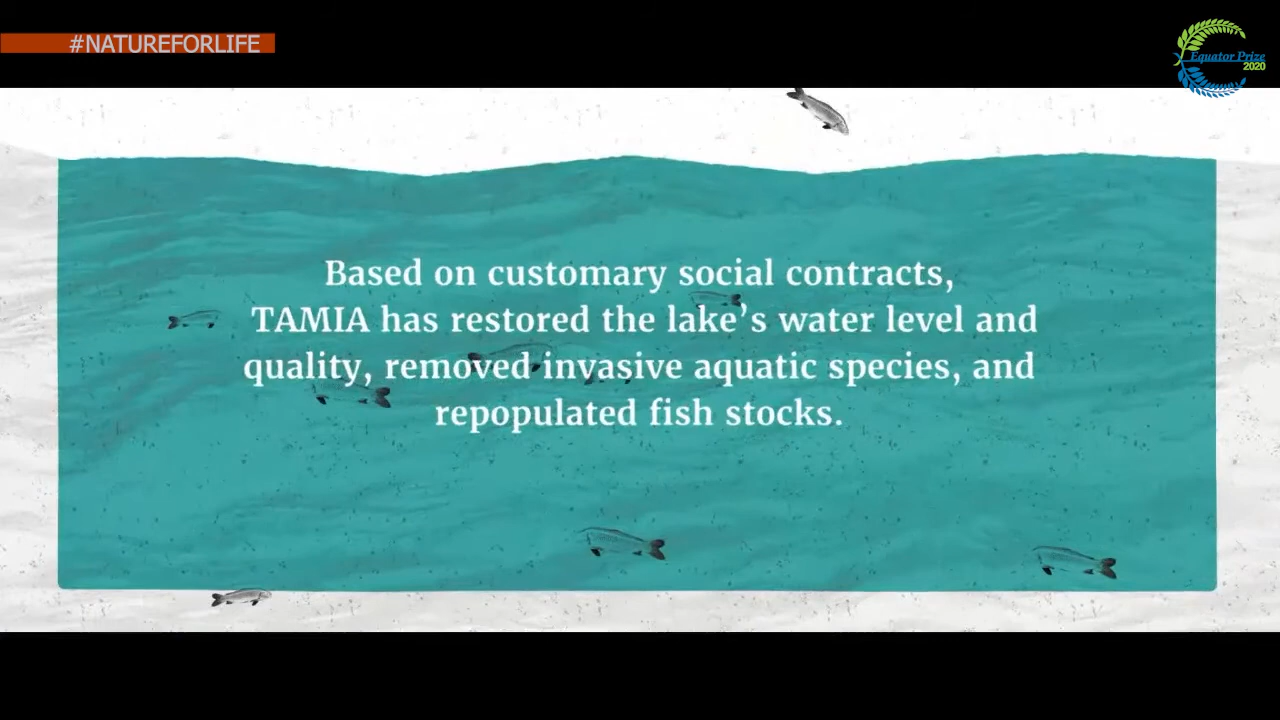 #NATUREFORLIFE
Equator Prize
2020
Based on customary social contracts,
TAMIA has restored the lake’s water level and
quality, removed invasive aquatic species, and
repopulated fish stocks.